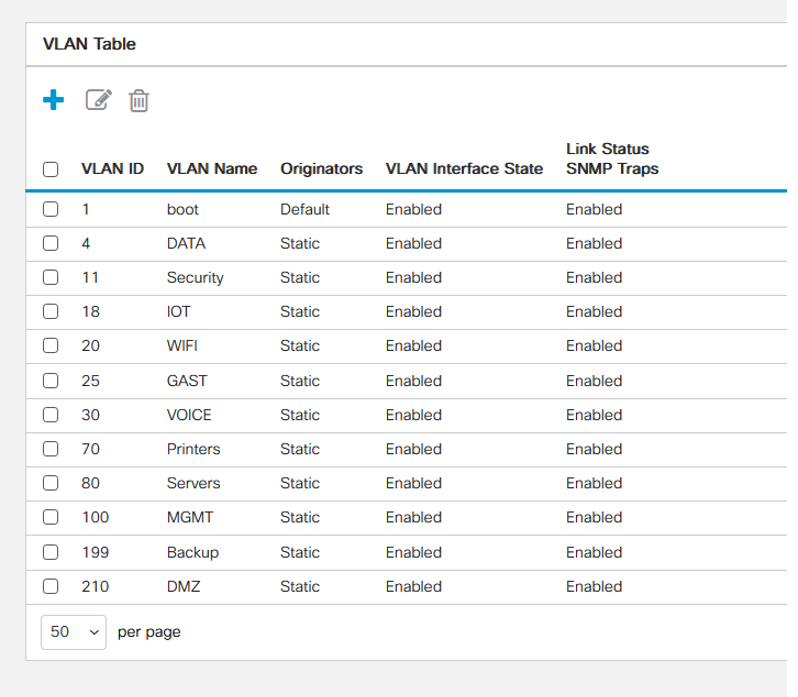 VLAN Table
VLAN ID VLAN Name Originators VLAN Interface State Link Status SNMP Traps
1 boot Default Enabled Enabled
4 DATA Static Enabled Enabled
11 Security Static Enabled Enabled
18 IOT Static Enabled Enabled
20 WIFI Static Enabled Enabled
25 GAST Static Enabled Enabled
30 VOICE Static Enabled Enabled
70 Printers Static Enabled Enabled
80 Servers Static Enabled Enabled
100 MGMT Static Enabled Enabled
199 Backup Static Enabled Enabled
210 DMZ Static Enabled Enabled
50 per page